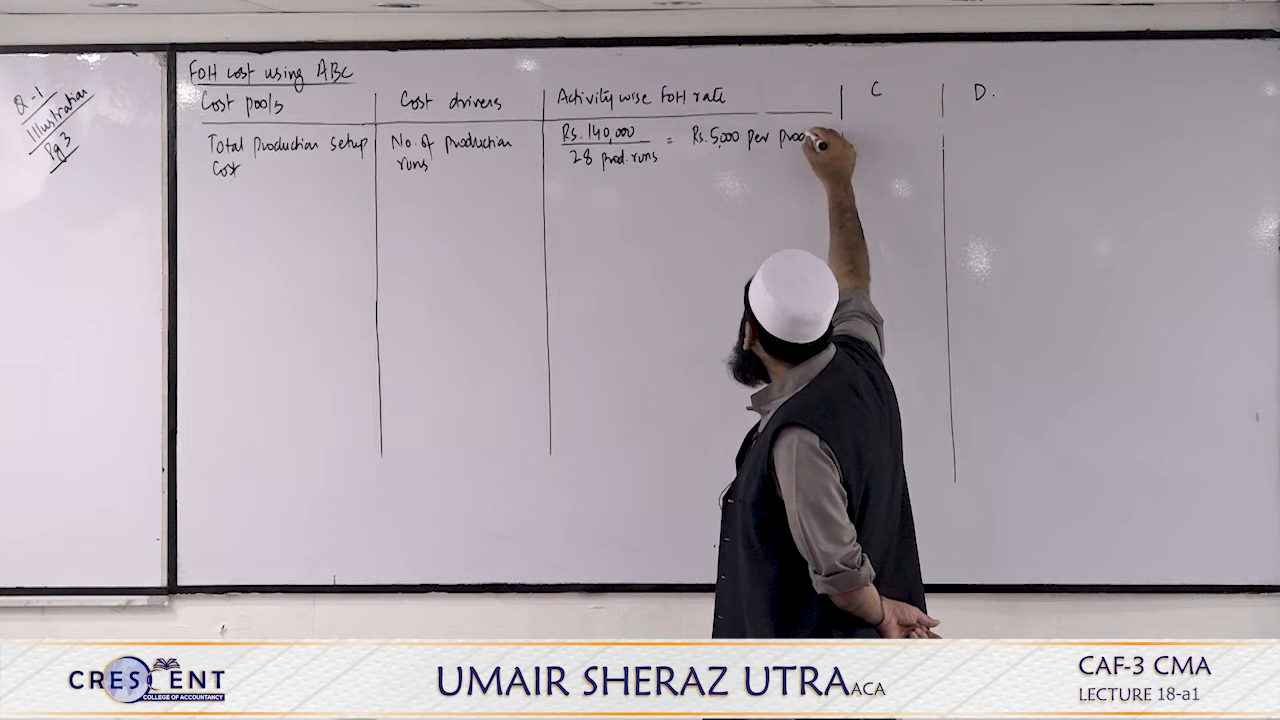 Q-1
Illustration
Pg 3
FOH cost using ABC
Cost pools
Cost drivers
Activitywise FOH rate
C
D.
Total production setup
Cost
No. of production
runs
Rs. 140,000
28 prod. runs
= Rs. 5,000 per prod
CRESCENT
COLLEGE OF ACCOUNTANCY
UMAIR SHERAZ UTRA ACA
CAF-3 CMA
LECTURE 18-a1